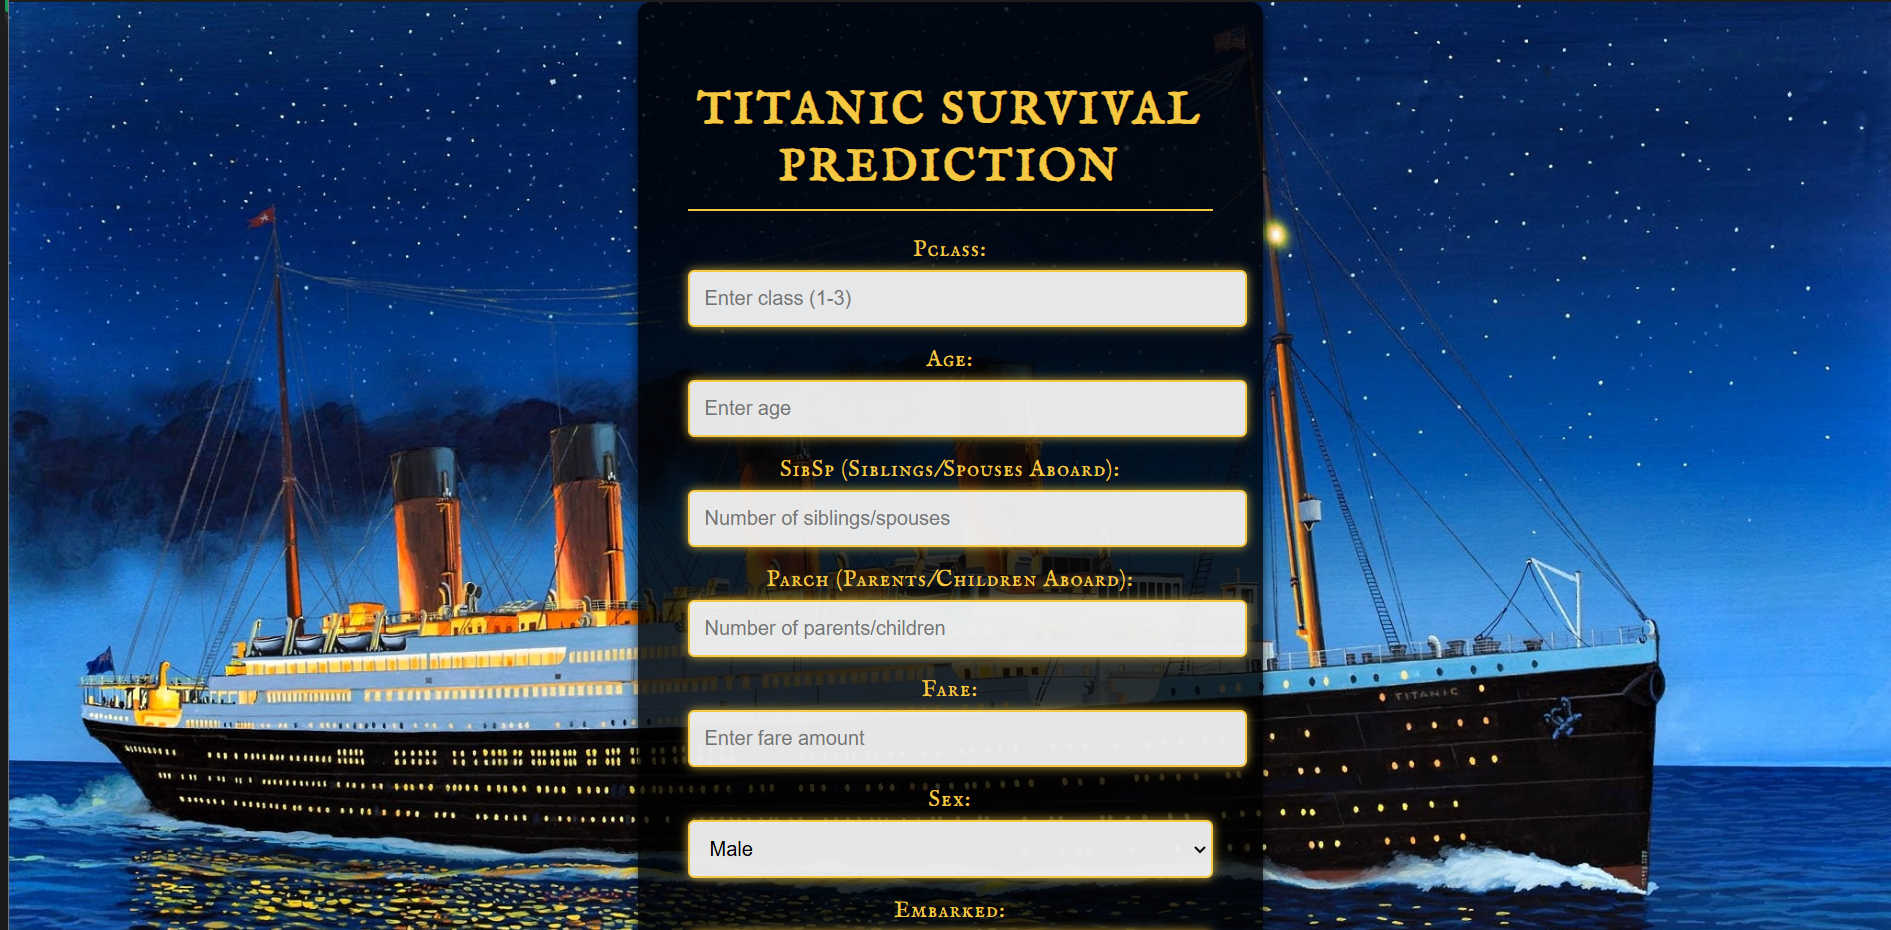 TITANIC SURVIVAL
PREDICTION
Pclass:
Enter class (1-3)
Age:
Enter age
SibSp (Siblings/Spouses Aboard):
Number of siblings/spouses
Parch (Parents/Children Aboard):
Number of parents/children
Fare:
Enter fare amount
TITANIC
Sex:
Male
Embarked: